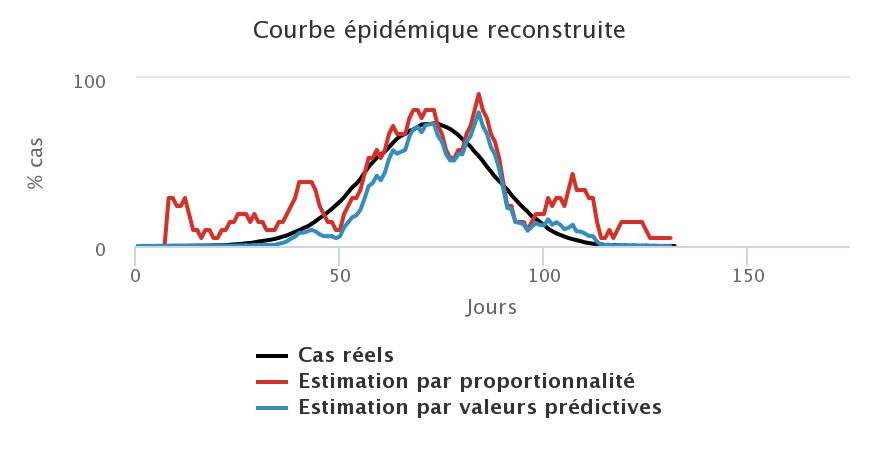 Courbe épidémique reconstruite
100
% cas
0
0 50 100 150
Jours
Cas réels
Estimation par proportionnalité
Estimation par valeurs prédictives